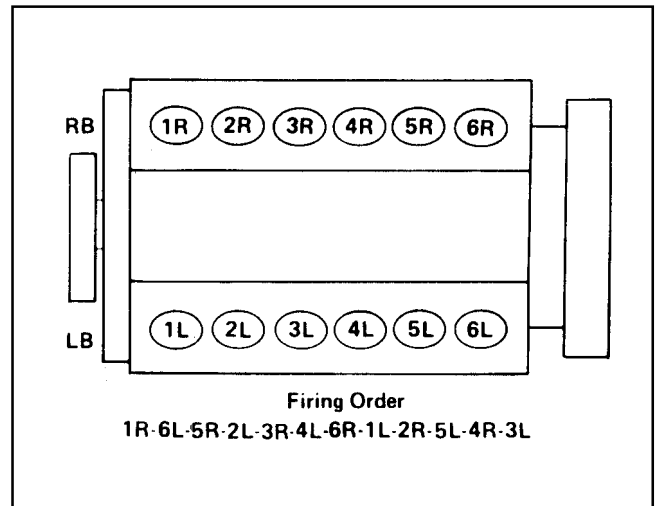 RB 1R 2R 3R 4R 5R 6R
LB 1L 2L 3L 4L 5L 6L
Firing Order
1R-6L-5R-2L-3R-4L-6R-1L-2R-5L-4R-3L